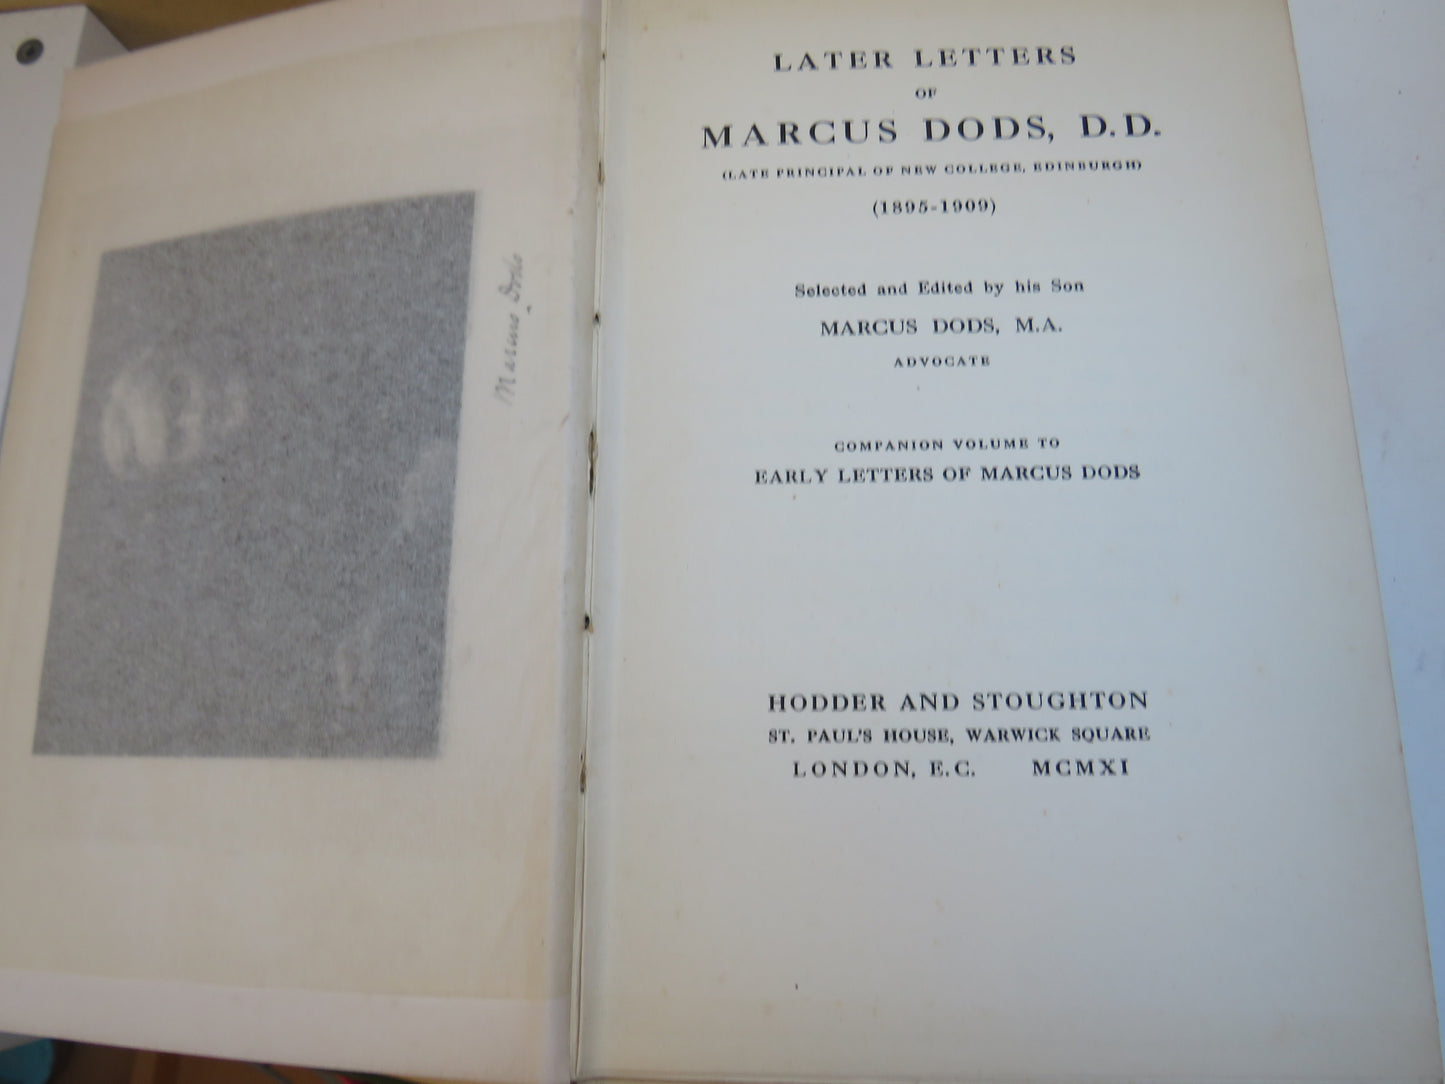 Marcus Dods
LATER LETTERS
OF
MARCUS DODS, D.D.
(LATE PRINCIPAL OF NEW COLLEGE, EDINBURGH)
(1895-1909)
Selected and Edited by his Son
MARCUS DODS, M.A.
ADVOCATE
COMPANION VOLUME TO
EARLY LETTERS OF MARCUS DODS
HODDER AND STOUGHTON
ST. PAUL'S HOUSE, WARWICK SQUARE
LONDON, E.C. MCMXI